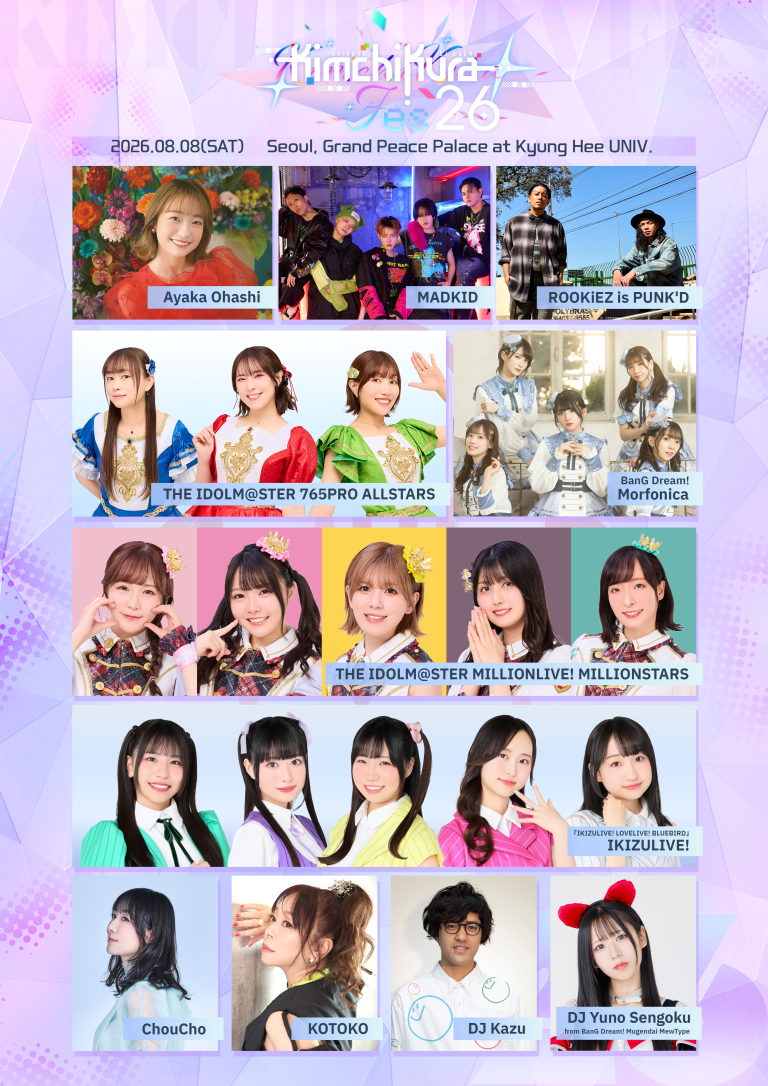 KimchiKura
Fes 26
2026.08.08(SAT) Seoul, Grand Peace Palace at Kyung Hee UNIV.
Ayaka Ohashi
MADKID
ROOKiEZ is PUNK'D
THE IDOLM@STER 765PRO ALLSTARS
BanG Dream!
Morfonica
THE IDOLM@STER MILLIONLIVE! MILLIONSTARS
「IKIZULIVE! LOVELIVE! BLUEBIRD」
IKIZULIVE!
ChouCho
KOTOKO
DJ Kazu
DJ Yuno Sengoku
from BanG Dream! Mugendai MewType